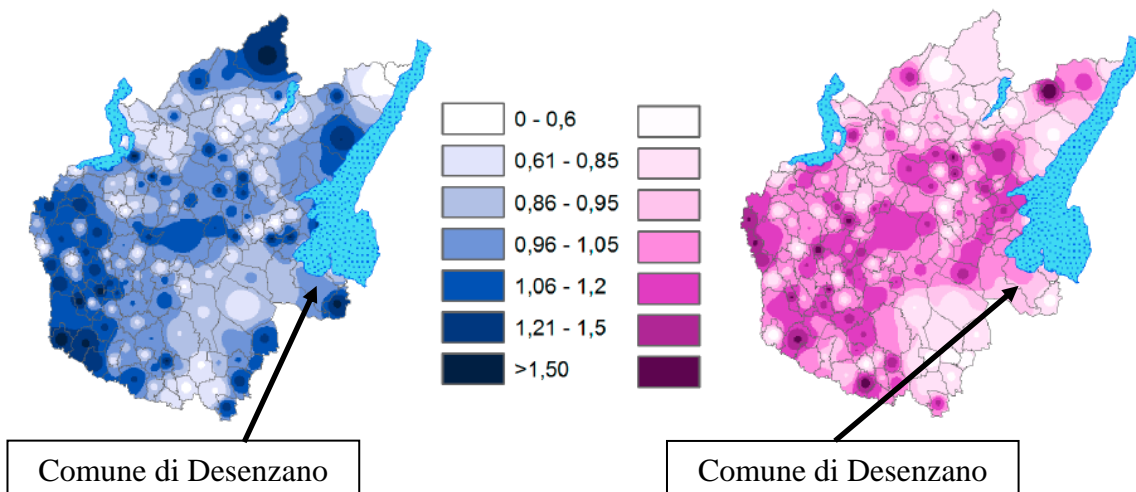 0 - 0,6
0,61 - 0,85
0,86 - 0,95
0,96 - 1,05
1,06 - 1,2
1,21 - 1,5
>1,50
Comune di Desenzano
Comune di Desenzano